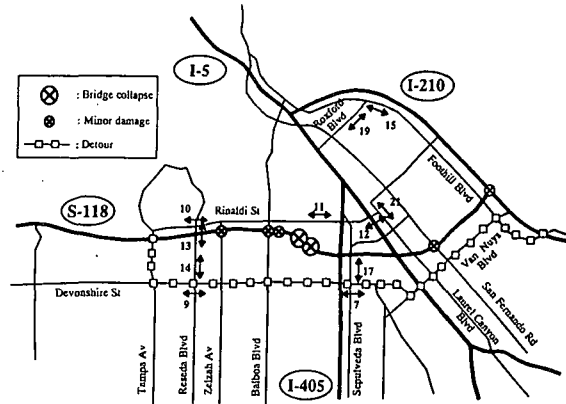 I-5
I-210
: Bridge collapse
: Minor damage
: Detour
Roxford
Blvd
19
15
Foothill Blvd
S-118
10
Rinaldi St
11
21
12
13
14
17
Van Nuys
Blvd
Devonshire St
9
7
San Fernando Rd
Laurel Canyon
Blvd
Tampa Av
Reseda Blvd
Zelzah Av
Balboa Blvd
I-405
Sepulveda Blvd